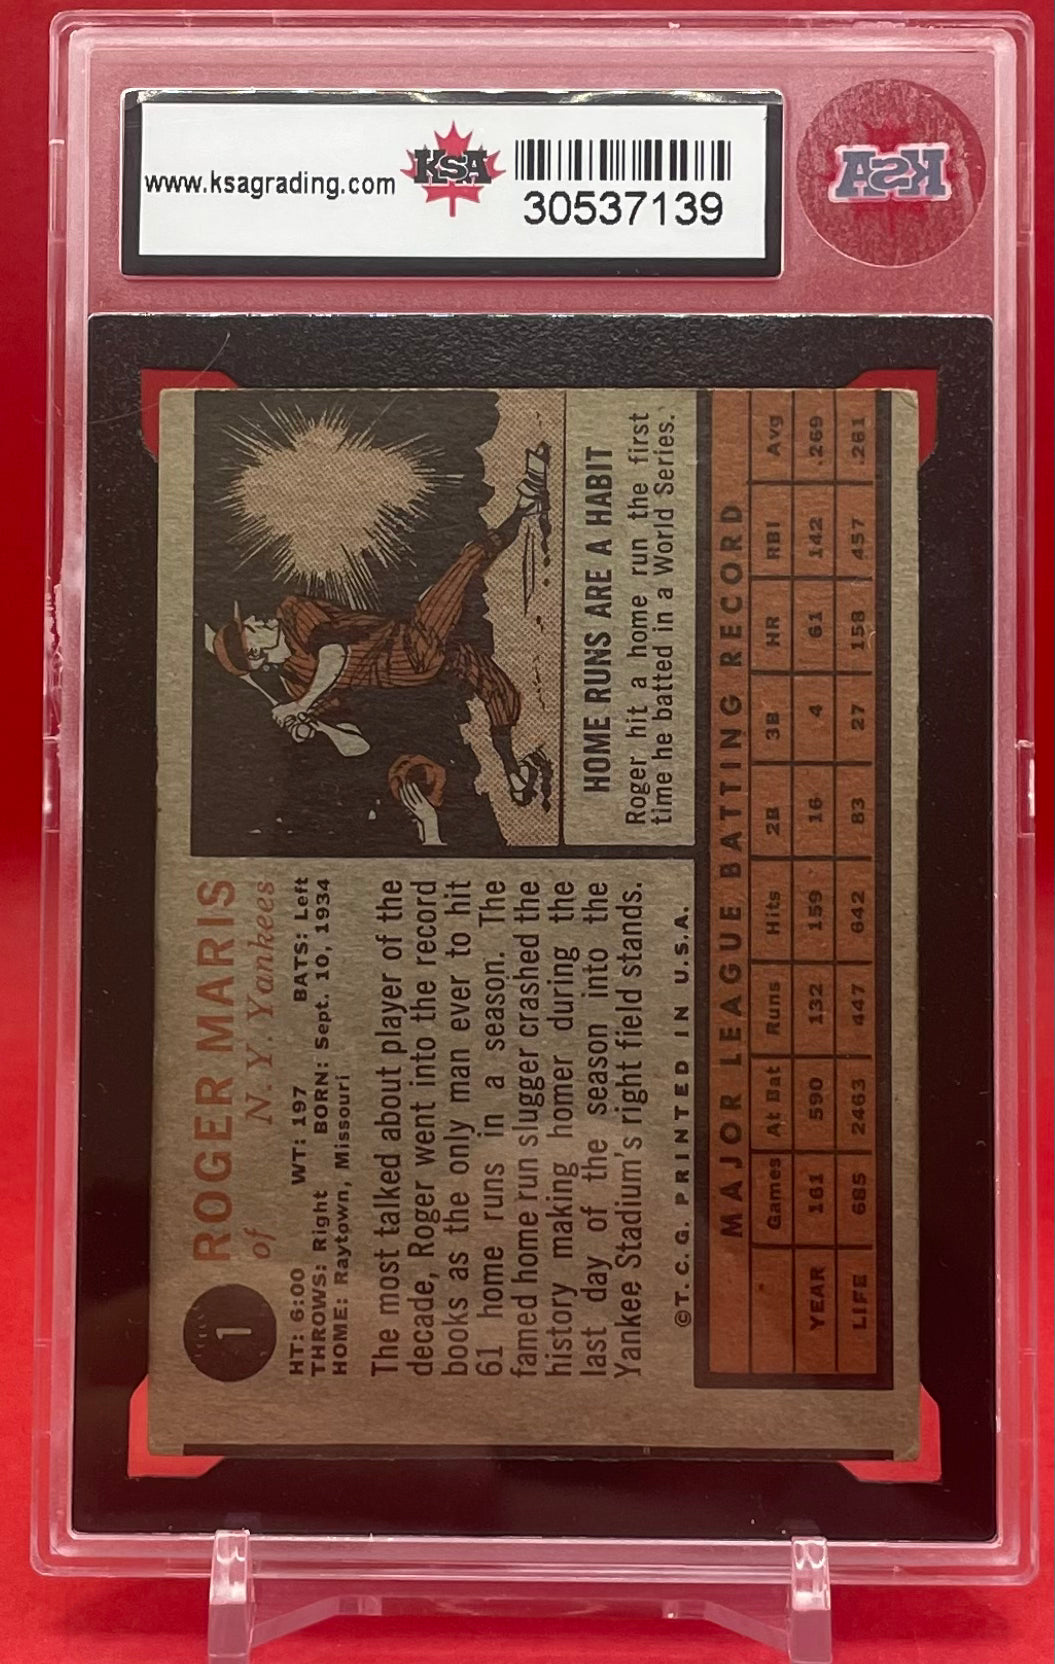 www.ksagrading.com
KSA
30537139
KSA
1
ROGER MARIS
of N.Y. Yankees
HT: 6:00 WT: 197 BATS: Left
THROWS: Right BORN: Sept. 10, 1934
HOME: Raytown, Missouri
The most talked about player of the
decade, Roger went into the record
books as the only man ever to hit
61 home runs in a season. The
famed home run slugger crashed the
history making homer during the
last day of the season into the
Yankee Stadium's right field stands.
©T.C.G. PRINTED IN U.S.A.
HOME RUNS ARE A HABIT
Roger hit a home run the first
time he batted in a World Series.
MAJOR LEAGUE BATTING RECORD
Games At Bat Runs Hits 2B 3B HR RBI Avg
YEAR 161 590 132 159 16 4 61 142 .269
LIFE 685 2463 447 642 83 27 158 457 .261